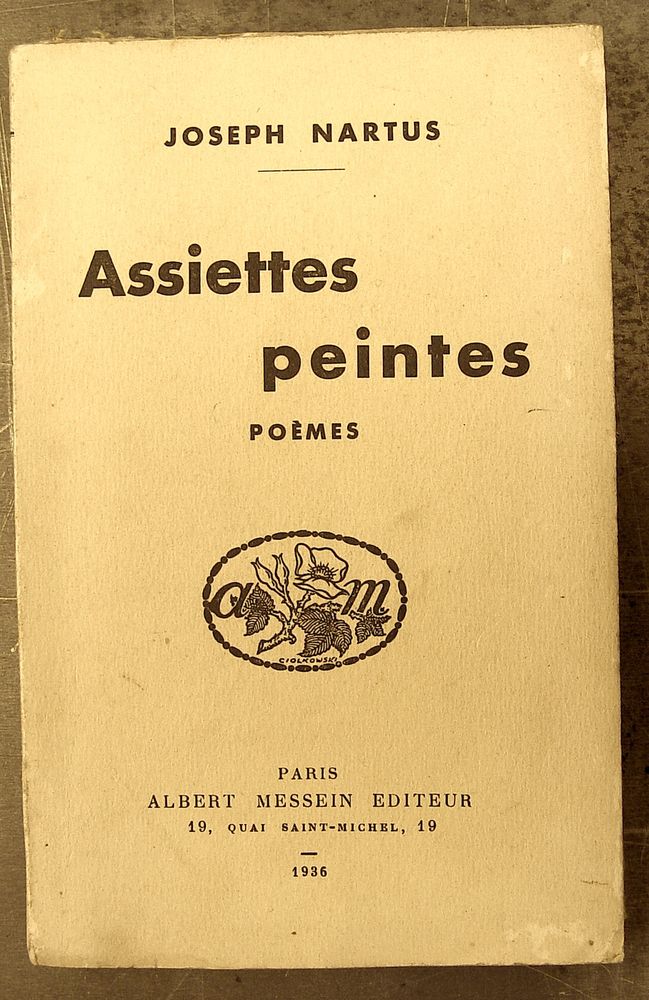 JOSEPH NARTUS
Assiettes
peintes
POÈMES
a m
CIOLKOWSKI
PARIS
ALBERT MESSEIN EDITEUR
19, QUAI SAINT-MICHEL, 19
1936